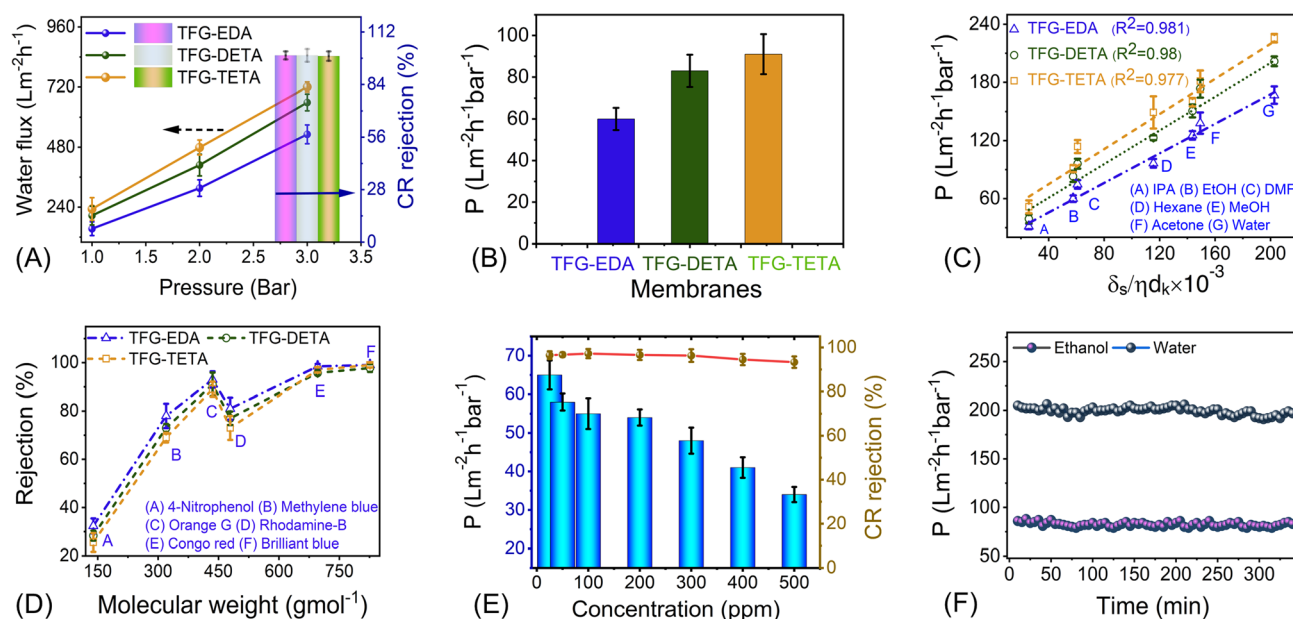 960
720
480
240
Water flux (Lm⁻²h⁻¹)
TFG-EDA
TFG-DETA
TFG-TETA
112
84
56
28
0
CR rejection (%)
1.0 1.5 2.0 2.5 3.0 3.5
Pressure (Bar)
(A)
100
80
60
40
20
0
P (Lm⁻²h⁻¹bar⁻¹)
TFG-EDA TFG-DETA TFG-TETA
Membranes
(B)
240
180
120
60
P (Lm⁻²h⁻¹bar⁻¹)
TFG-EDA (R²=0.981)
TFG-DETA (R²=0.98)
TFG-TETA (R²=0.977)
A
B
C
D
E
F
G
(A) IPA (B) EtOH (C) DMF
(D) Hexane (E) MeOH
(F) Acetone (G) Water
40 80 120 160 200
δs/ηdk×10⁻³
(C)
100
80
60
40
20
Rejection (%)
TFG-EDA TFG-DETA
TFG-TETA
A
B
C
D
E
F
(A) 4-Nitrophenol (B) Methylene blue
(C) Orange G (D) Rhodamine-B
(E) Congo red (F) Brilliant blue
150 300 450 600 750
Molecular weight (gmol⁻¹)
(D)
70
65
60
55
50
45
40
35
30
25
20
15
P (Lm⁻²h⁻¹bar⁻¹)
100
80
60
40
20
0
CR rejection (%)
0 100 200 300 400 500
Concentration (ppm)
(E)
250
200
150
100
50
P (Lm⁻²h⁻¹bar⁻¹)
Ethanol Water
0 50 100 150 200 250 300 350
Time (min)
(F)